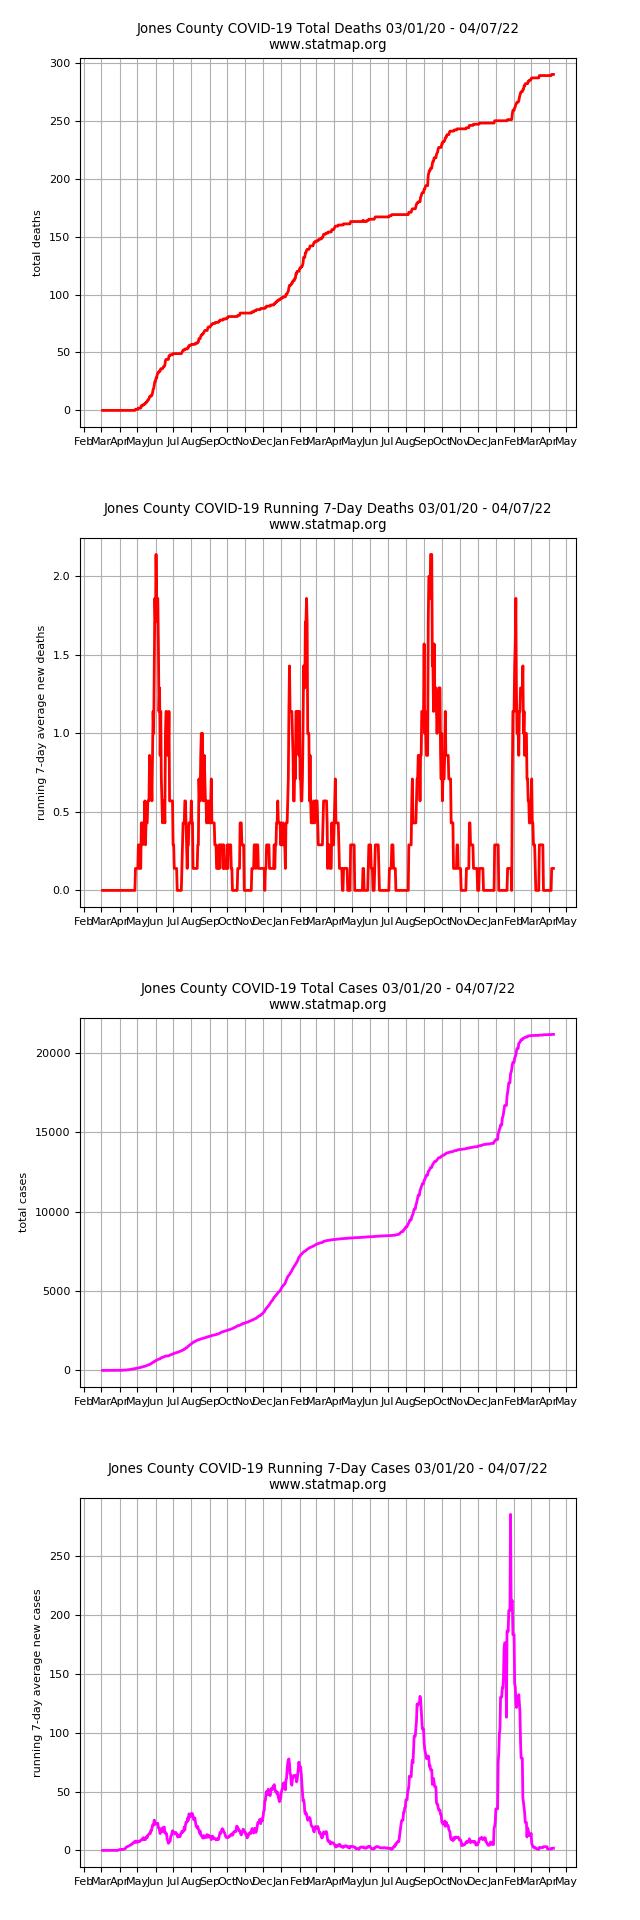 Jones County COVID-19 Total Deaths 03/01/20 - 04/07/22
www.statmap.org
300
250
200
150
100
50
0
total deaths
Feb Mar Apr May Jun Jul Aug Sep Oct Nov Dec Jan Feb Mar Apr May Jun Jul Aug Sep Oct Nov Dec Jan Feb Mar Apr May
Jones County COVID-19 Running 7-Day Deaths 03/01/20 - 04/07/22
www.statmap.org
2.0
1.5
1.0
0.5
0.0
running 7-day average new deaths
Feb Mar Apr May Jun Jul Aug Sep Oct Nov Dec Jan Feb Mar Apr May Jun Jul Aug Sep Oct Nov Dec Jan Feb Mar Apr May
Jones County COVID-19 Total Cases 03/01/20 - 04/07/22
www.statmap.org
20000
15000
10000
5000
0
total cases
Feb Mar Apr May Jun Jul Aug Sep Oct Nov Dec Jan Feb Mar Apr May Jun Jul Aug Sep Oct Nov Dec Jan Feb Mar Apr May
Jones County COVID-19 Running 7-Day Cases 03/01/20 - 04/07/22
www.statmap.org
250
200
150
100
50
0
running 7-day average new cases
Feb Mar Apr May Jun Jul Aug Sep Oct Nov Dec Jan Feb Mar Apr May Jun Jul Aug Sep Oct Nov Dec Jan Feb Mar Apr May